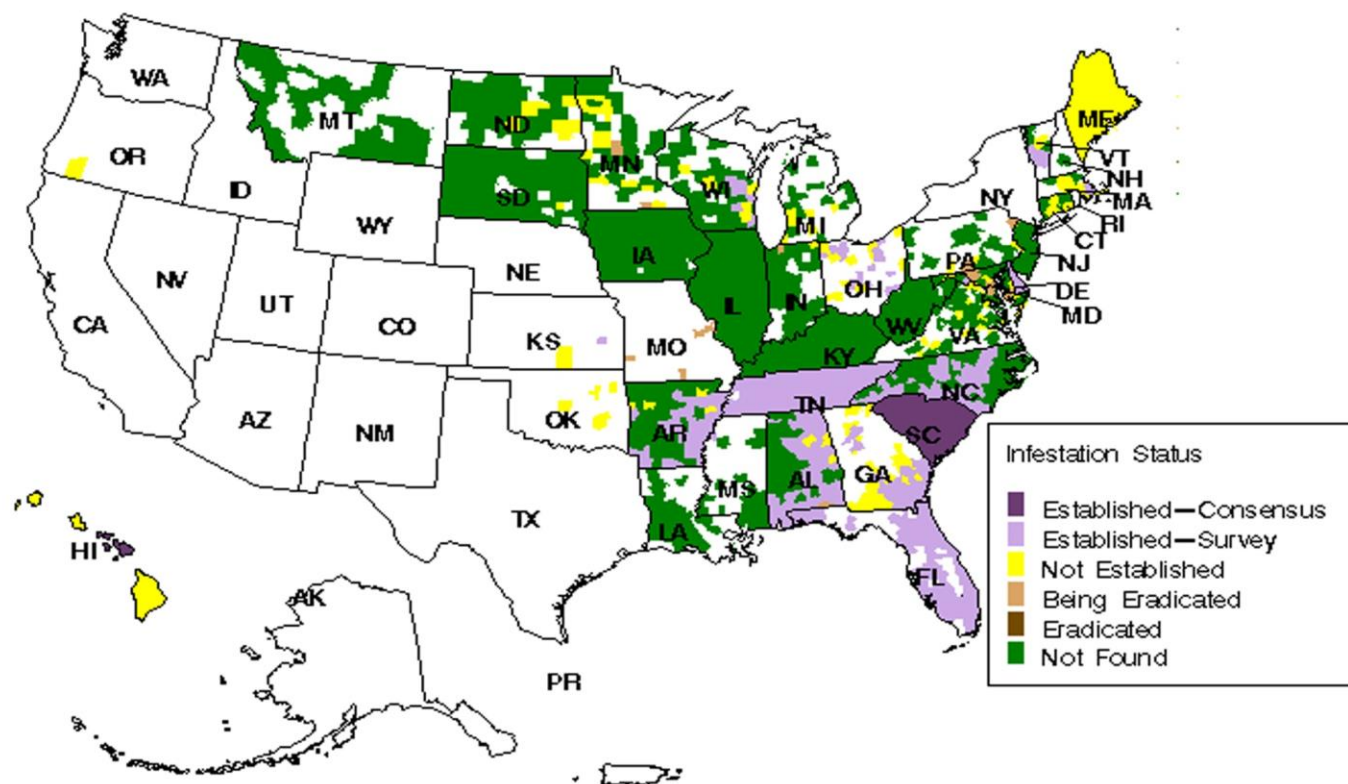 WA
MT
ND
MN
ME
OR
ID
SD
WI
MI
VT
NH
MA
NY
RI
CT
WY
IA
PA
NJ
NV
NE
IL
IN
OH
DE
MD
CA
UT
CO
KS
MO
KY
WV
VA
AZ
NM
OK
AR
TN
NC
SC
MS
AL
GA
TX
LA
FL
HI
AK
PR
Infestation Status
Established—Consensus
Established—Survey
Not Established
Being Eradicated
Eradicated
Not Found